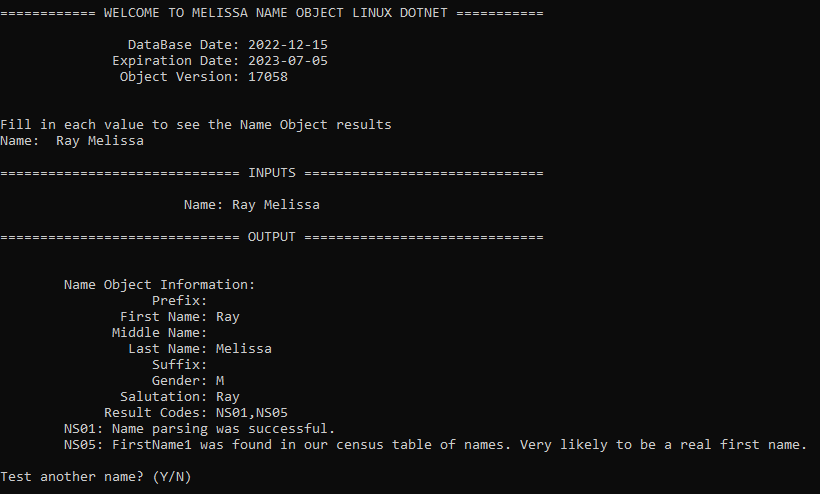 ============ WELCOME TO MELISSA NAME OBJECT LINUX DOTNET ===========
DataBase Date: 2022-12-15
Expiration Date: 2023-07-05
Object Version: 17058
Fill in each value to see the Name Object results
Name:  Ray Melissa
============================== INPUTS ==============================
Name: Ray Melissa
============================== OUTPUT ==============================
Name Object Information:
Prefix:
First Name: Ray
Middle Name:
Last Name: Melissa
Suffix:
Gender: M
Salutation: Ray
Result Codes: NS01,NS05
NS01: Name parsing was successful.
NS05: FirstName1 was found in our census table of names. Very likely to be a real first name.
Test another name? (Y/N)